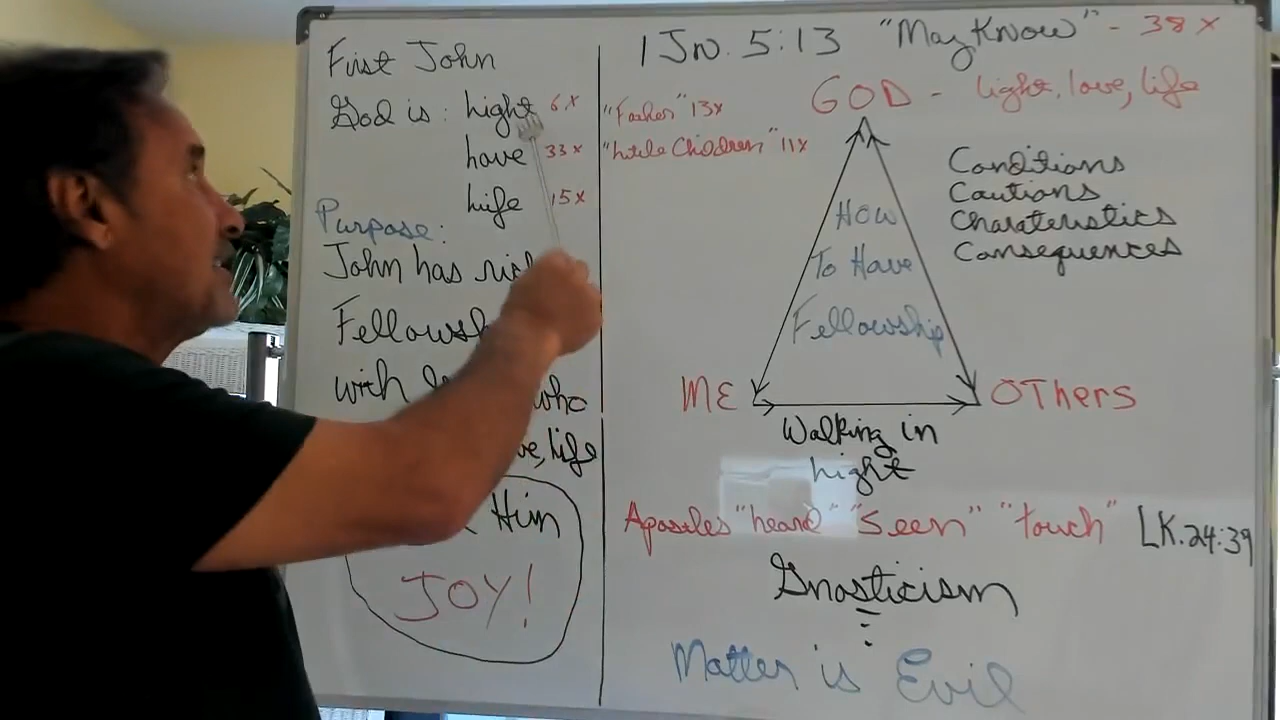 First John
God is: Light 6x
Love 33x
Life 15x
Purpose:
John has
Fellowsh
with who
ve, life
Him
JOY!
1 Jn. 5:13 "May Know" - 38x
"Father" 13x
"Little Children" 11x
GOD - Light, Love, Life
Conditions
Cautions
Charateristics
Consequences
How
To Have
Fellowship
ME
OTHERS
Walking in
Light
Apostles "heard" "seen" "touch" LK. 24:39
Gnosticism
Matter is Evil